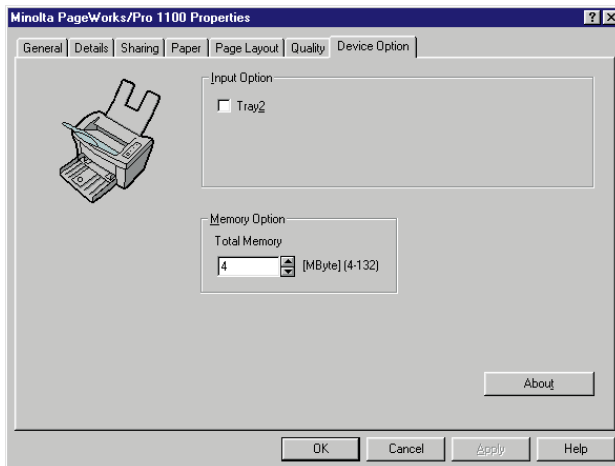 Minolta PageWorks/Pro 1100 Properties
General Details Sharing Paper Page Layout Quality Device Option
Input Option
Tray2
Memory Option
Total Memory
4 [MByte] (4-132)
About
OK Cancel Apply Help